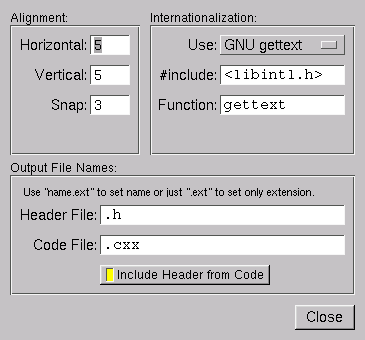 Alignment:
Horizontal: 5
Vertical: 5
Snap: 3
Internationalization:
Use: GNU gettext
#include: <libintl.h>
Function: gettext
Output File Names:
Use "name.ext" to set name or just ".ext" to set only extension.
Header File: .h
Code File: .cxx
Include Header from Code
Close